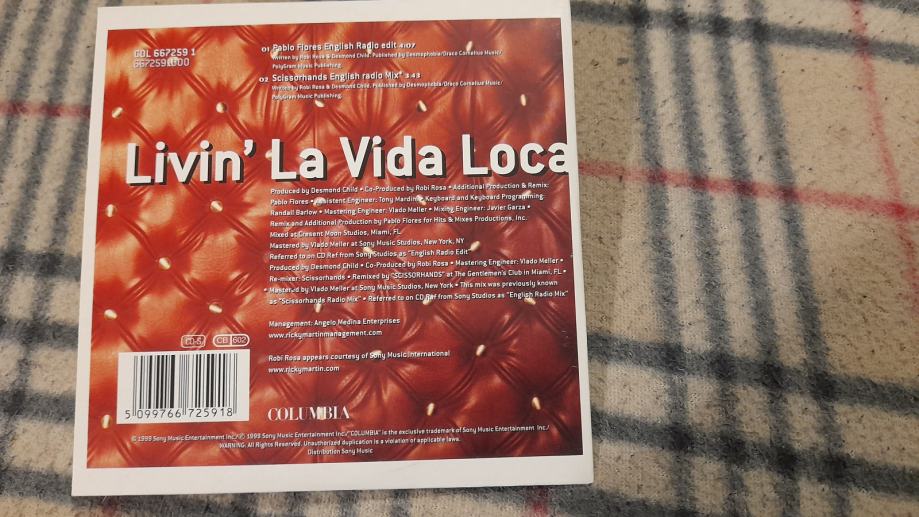 COL 667259 1
6672591000
01 Pablo Flores English Radio edit 4:07
Written by Robi Rosa & Desmond Child. Published by Desmophobia/Draco Cornelius Music/
PolyGram Music Publishing.
02 Scissorhands English radio Mix* 3:43
Written by Robi Rosa & Desmond Child. Published by Desmophobia/Draco Cornelius Music/
PolyGram Music Publishing.
Livin' La Vida Loca
Produced by Desmond Child • Co-Produced by Robi Rosa • Additional Production & Remix:
Pablo Flores • Assistent Engineer: Tony Mardini • Keyboard and Keyboard Programming:
Randall Barlow • Mastering Engineer: Vlado Meller • Mixing Engineer: Javier Garza •
Remix and Additional Production by Pablo Flores for Hits & Mixes Productions, Inc.
Mixed at Cresent Moon Studios, Miami, FL
Mastered by Vlado Meller at Sony Music Studios, New York, NY
Referred to on CD Ref from Sony Studios as "English Radio Edit"
Produced by Desmond Child • Co-Produced by Robi Rosa • Mastering Engineer: Vlado Meller •
Re-mixer: Scissorhands • Remixed by "SCISSORHANDS" at The Gentlemen's Club in Miami, FL •
• Mastered by Vlado Meller at Sony Music Studios, New York • This mix was previously known
as "Scissorhands Radio Mix" • Referred to on CD Ref from Sony Studios as "English Radio Mix"
Management: Angelo Medina Enterprises
www.rickymartinmanagement.com
CD-S CB 602
Robi Rosa appears courtesy of Sony Music International
www.rickymartin.com
5 099766 725918
COLUMBIA
© 1999 Sony Music Entertainment Inc./℗ 1999 Sony Music Entertainment Inc./"COLUMBIA" is the exclusive trademark of Sony Music Entertainment Inc./
WARNING: All Rights Reserved. Unauthorized duplication is a violation of applicable laws.
Distribution Sony Music